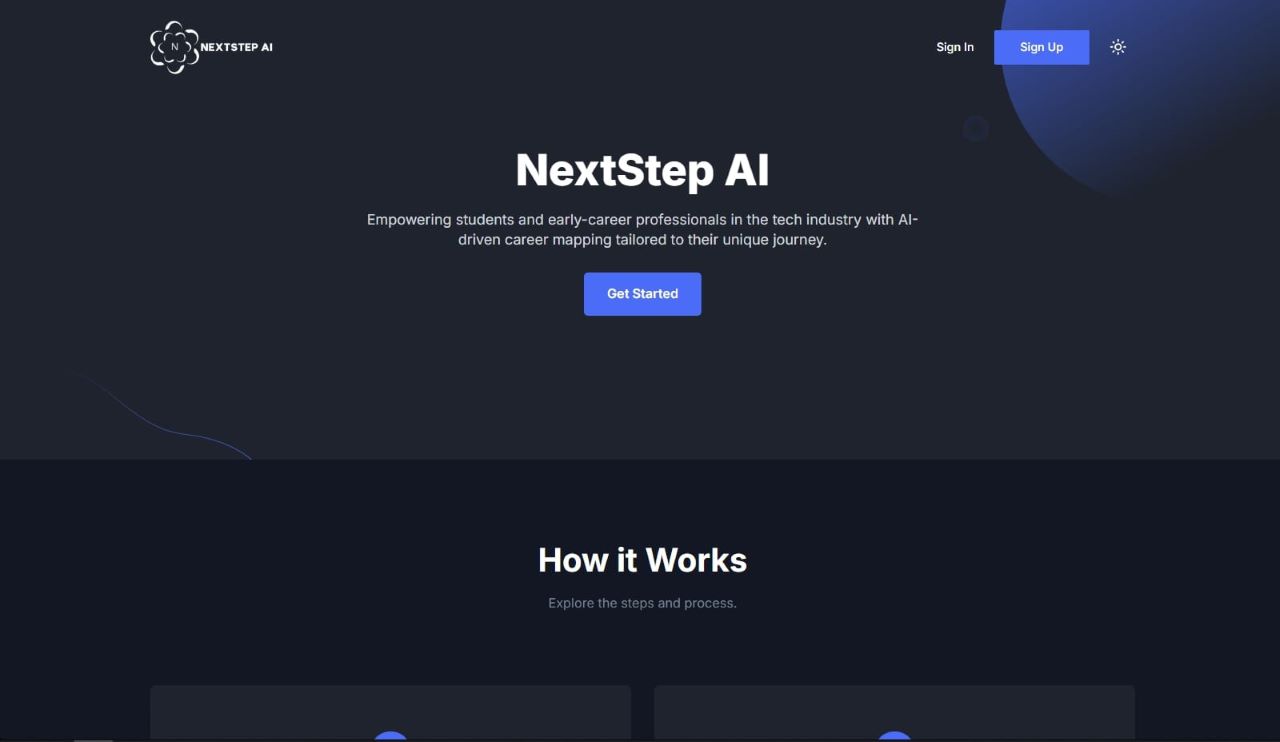 N
NEXTSTEP AI
Sign In
Sign Up
NextStep AI
Empowering students and early-career professionals in the tech industry with AI-
driven career mapping tailored to their unique journey.
Get Started
How it Works
Explore the steps and process.